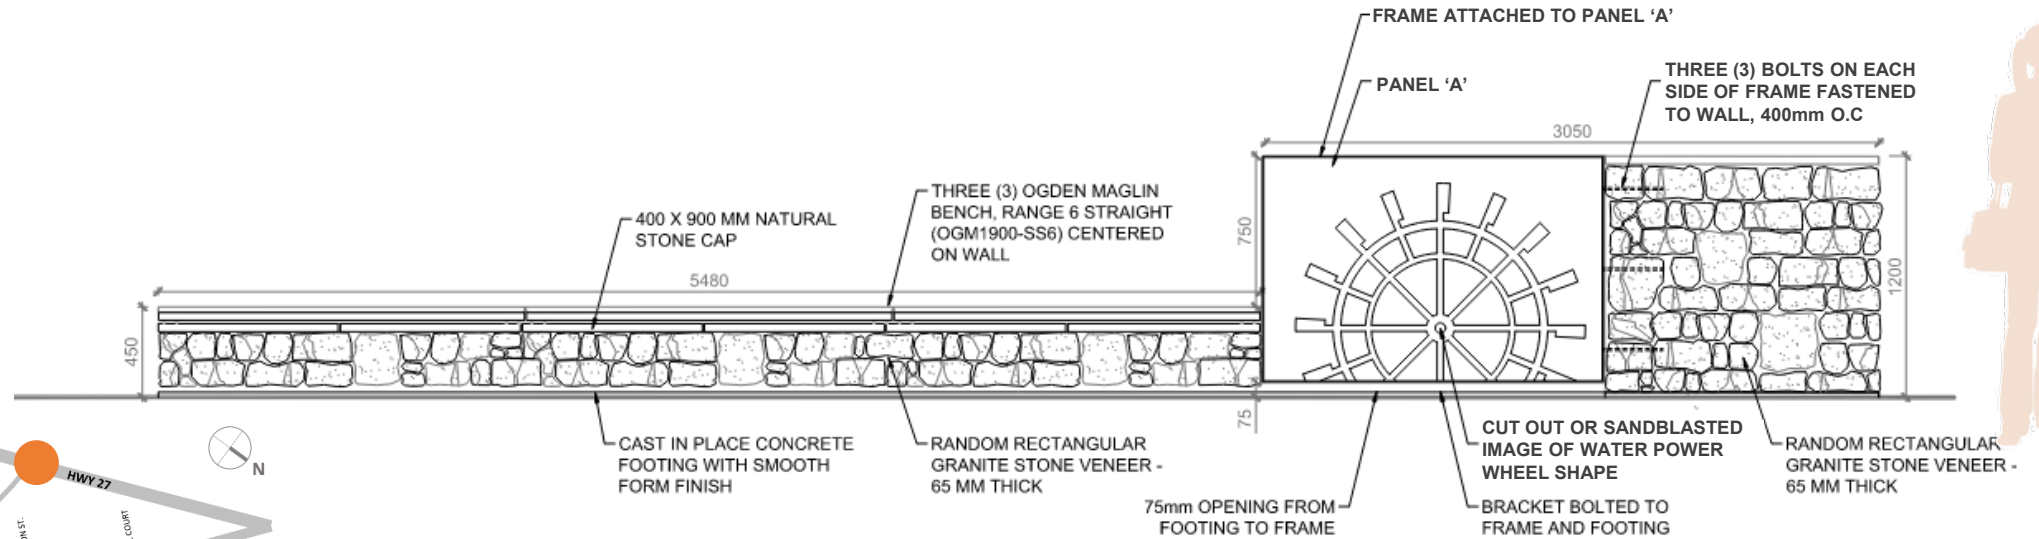 FRAME ATTACHED TO PANEL ‘A’
PANEL ‘A’
THREE (3) BOLTS ON EACH
SIDE OF FRAME FASTENED
TO WALL, 400mm O.C
3050
THREE (3) OGDEN MAGLIN
BENCH, RANGE 6 STRAIGHT
(OGM1900-SS6) CENTERED
ON WALL
400 X 900 MM NATURAL
STONE CAP
5480
750
1200
450
75
CAST IN PLACE CONCRETE
FOOTING WITH SMOOTH
FORM FINISH
RANDOM RECTANGULAR
GRANITE STONE VENEER -
65 MM THICK
CUT OUT OR SANDBLASTED
IMAGE OF WATER POWER
WHEEL SHAPE
RANDOM RECTANGULAR
GRANITE STONE VENEER -
65 MM THICK
75mm OPENING FROM
FOOTING TO FRAME
BRACKET BOLTED TO
FRAME AND FOOTING
N
HWY 27
ON ST.
COURT